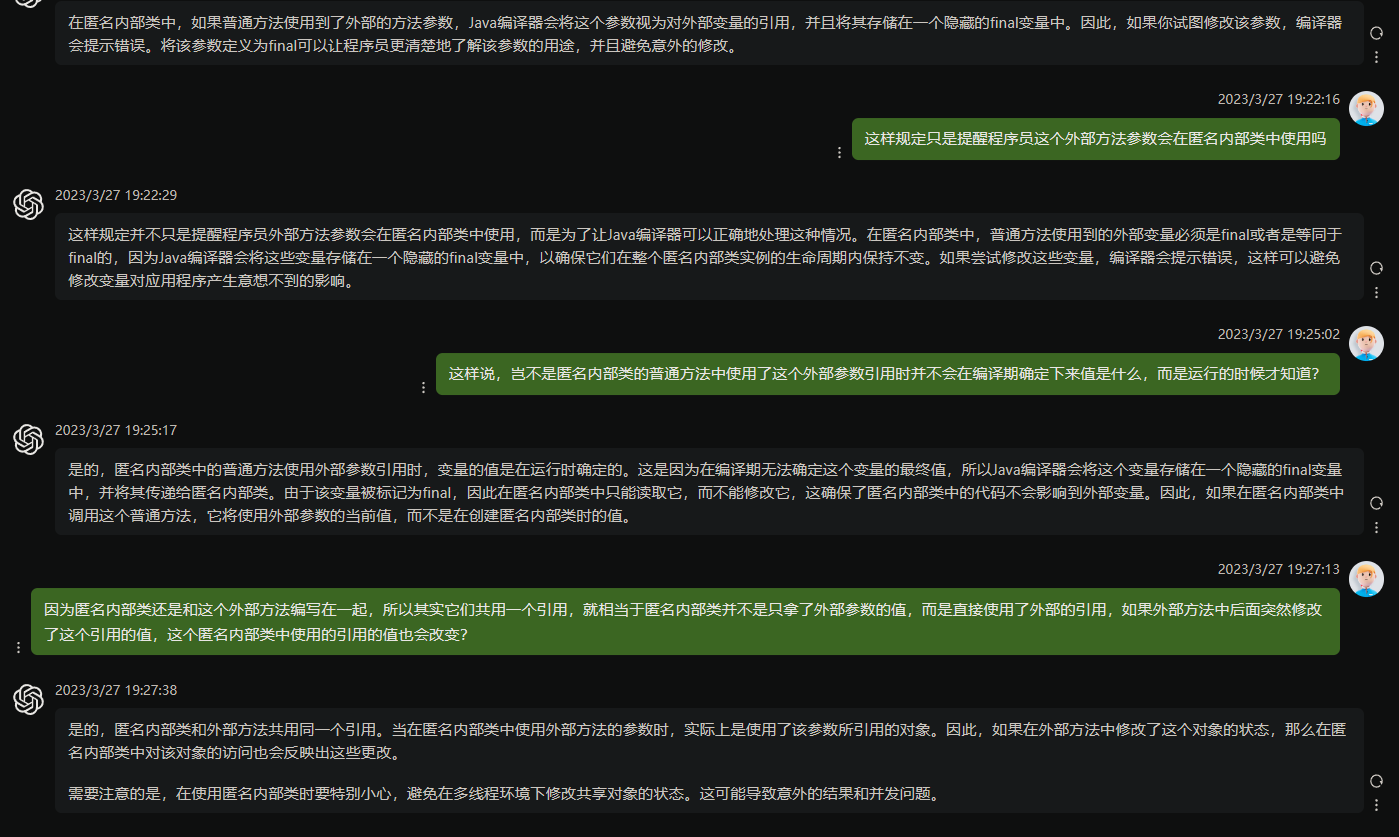 在匿名内部类中，如果普通方法使用到了外部的方法参数，Java编译器会将这个参数视为对外部变量的引用，并且将其存储在一个隐藏的final变量中。因此，如果你试图修改该参数，编译器
会提示错误。将该参数定义为final可以让程序员更清楚地了解该参数的用途，并且避免意外的修改。
2023/3/27 19:22:16
这样规定只是提醒程序员这个外部方法参数会在匿名内部类中使用吗
2023/3/27 19:22:29
这样规定并不只是提醒程序员外部方法参数会在匿名内部类中使用，而是为了让Java编译器可以正确地处理这种情况。在匿名内部类中，普通方法使用到的外部变量必须是final或者是等同于
final的，因为Java编译器会将这些变量存储在一个隐藏的final变量中，以确保它们在整个匿名内部类实例的生命周期内保持不变。如果尝试修改这些变量，编译器会提示错误，这样可以避免
修改变量对应用程序产生意想不到的影响。
2023/3/27 19:25:02
这样说，岂不是匿名内部类的普通方法中使用了这个外部参数引用时并不会在编译期确定下来值是什么，而是运行的时候才知道？
2023/3/27 19:25:17
是的，匿名内部类中的普通方法使用外部参数引用时，变量的值是在运行时确定的。这是因为在编译期无法确定这个变量的最终值，所以Java编译器会将这个变量存储在一个隐藏的final变量
中，并将其传递给匿名内部类。由于该变量被标记为final，因此在匿名内部类中只能读取它，而不能修改它，这确保了匿名内部类中的代码不会影响到外部变量。因此，如果在匿名内部类中
调用这个普通方法，它将使用外部参数的当前值，而不是在创建匿名内部类时的值。
2023/3/27 19:27:13
因为匿名内部类还是和这个外部方法编写在一起，所以其实它们共用一个引用，就相当于匿名内部类并不是只拿了外部参数的值，而是直接使用了外部的引用，如果外部方法中后面突然修改
了这个引用的值，这个匿名内部类中使用的引用的值也会改变？
2023/3/27 19:27:38
是的，匿名内部类和外部方法共用同一个引用。当在匿名内部类中使用外部方法的参数时，实际上是使用了该参数所引用的对象。因此，如果在外部方法中修改了这个对象的状态，那么在匿
名内部类中对该对象的访问也会反映出这些更改。
需要注意的是，在使用匿名内部类时要特别小心，避免在多线程环境下修改共享对象的状态。这可能导致意外的结果和并发问题。